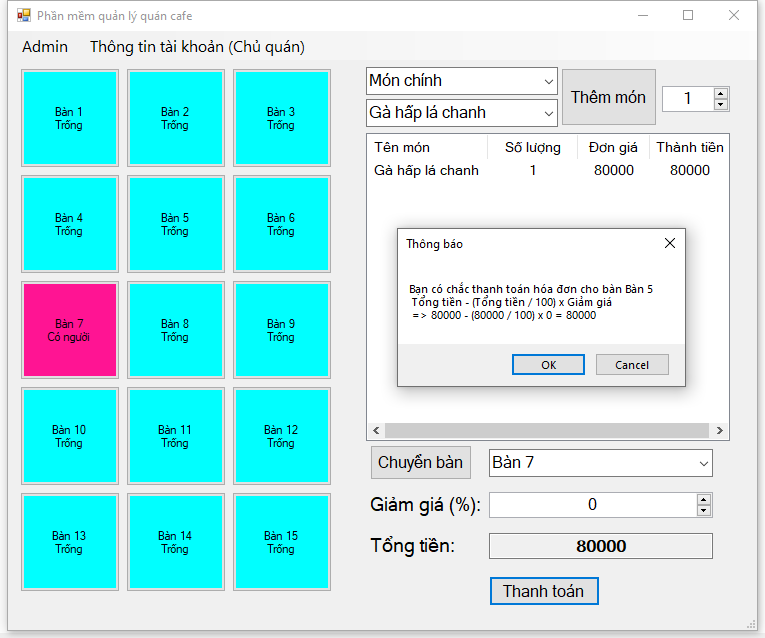 Phần mềm quản lý quán cafe
Admin Thông tin tài khoản (Chủ quán)
Bàn 1
Trống
Bàn 2
Trống
Bàn 3
Trống
Bàn 4
Trống
Bàn 5
Trống
Bàn 6
Trống
Bàn 7
Có người
Bàn 8
Trống
Bàn 9
Trống
Bàn 10
Trống
Bàn 11
Trống
Bàn 12
Trống
Bàn 13
Trống
Bàn 14
Trống
Bàn 15
Trống
Món chính
Gà hấp lá chanh
Thêm món
1
Tên món Số lượng Đơn giá Thành tiền
Gà hấp lá chanh 1 80000 80000
Thông báo
Bạn có chắc thanh toán hóa đơn cho bàn Bàn 5
Tổng tiền - (Tổng tiền / 100) x Giảm giá
=> 80000 - (80000 / 100) x 0 = 80000
OK Cancel
Chuyển bàn Bàn 7
Giảm giá (%): 0
Tổng tiền: 80000
Thanh toán